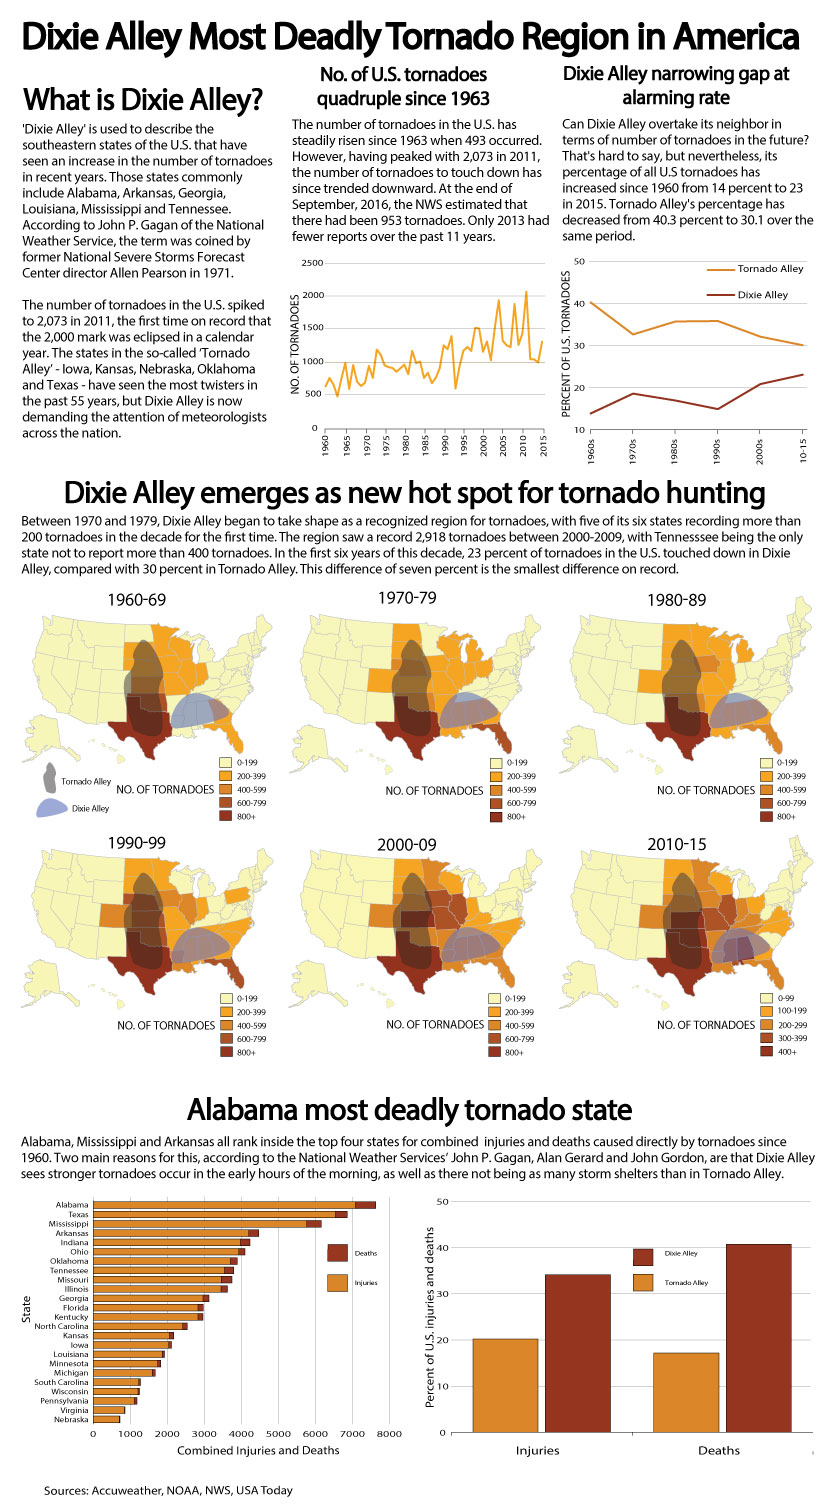 Dixie Alley Most Deadly Tornado Region in America
What is Dixie Alley?
'Dixie Alley' is used to describe the
southeastern states of the U.S. that have
seen an increase in the number of tornadoes
in recent years. Those states commonly
include Alabama, Arkansas, Georgia,
Louisiana, Mississippi and Tennessee.
According to John P. Gagan of the National
Weather Service, the term was coined by
former National Severe Storms Forecast
Center director Allen Pearson in 1971.
The number of tornadoes in the U.S. spiked
to 2,073 in 2011, the first time on record that
the 2,000 mark was eclipsed in a calendar
year. The states in the so-called 'Tornado
Alley' - Iowa, Kansas, Nebraska, Oklahoma
and Texas - have seen the most twisters in
the past 55 years, but Dixie Alley is now
demanding the attention of meteorologists
across the nation.
No. of U.S. tornadoes
quadruple since 1963
The number of tornadoes in the U.S. has
steadily risen since 1963 when 493 occurred.
However, having peaked with 2,073 in 2011,
the number of tornadoes to touch down has
since trended downward. At the end of
September, 2016, the NWS estimated that
there had been 953 tornadoes. Only 2013 had
fewer reports over the past 11 years.
NO. OF TORNADOES
2500
2000
1500
1000
500
0
1960
1965
1970
1975
1980
1985
1990
1995
2000
2005
2010
2015
Dixie Alley narrowing gap at
alarming rate
Can Dixie Alley overtake its neighbor in
terms of number of tornadoes in the future?
That's hard to say, but nevertheless, its
percentage of all U.S tornadoes has
increased since 1960 from 14 percent to 23
in 2015. Tornado Alley's percentage has
decreased from 40.3 percent to 30.1 over the
same period.
PERCENT OF U.S. TORNADOES
50
40
30
20
10
Tornado Alley
Dixie Alley
1960s
1970s
1980s
1990s
2000s
10-15
Dixie Alley emerges as new hot spot for tornado hunting
Between 1970 and 1979, Dixie Alley began to take shape as a recognized region for tornadoes, with five of its six states recording more than
200 tornadoes in the decade for the first time. The region saw a record 2,918 tornadoes between 2000-2009, with Tennesssee being the only
state not to report more than 400 tornadoes. In the first six years of this decade, 23 percent of tornadoes in the U.S. touched down in Dixie
Alley, compared with 30 percent in Tornado Alley. This difference of seven percent is the smallest difference on record.
1960-69
Tornado Alley
Dixie Alley
NO. OF TORNADOES
0-199
200-399
400-599
600-799
800+
1970-79
NO. OF TORNADOES
0-199
200-399
400-599
600-799
800+
1980-89
NO. OF TORNADOES
0-199
200-399
400-599
600-799
800+
1990-99
NO. OF TORNADOES
0-199
200-399
400-599
600-799
800+
2000-09
NO. OF TORNADOES
0-199
200-399
400-599
600-799
800+
2010-15
NO. OF TORNADOES
0-99
100-199
200-299
300-399
400+
Alabama most deadly tornado state
Alabama, Mississippi and Arkansas all rank inside the top four states for combined injuries and deaths caused directly by tornadoes since
1960. Two main reasons for this, according to the National Weather Services' John P. Gagan, Alan Gerard and John Gordon, are that Dixie Alley
sees stronger tornadoes occur in the early hours of the morning, as well as there not being as many storm shelters than in Tornado Alley.
State
Alabama
Texas
Mississippi
Arkansas
Indiana
Ohio
Oklahoma
Tennessee
Missouri
Illinois
Georgia
Florida
Kentucky
North Carolina
Kansas
Iowa
Louisiana
Minnesota
Michigan
South Carolina
Wisconsin
Pennsylvania
Virginia
Nebraska
Deaths
Injuries
0
1000
2000
3000
4000
5000
6000
7000
8000
Combined Injuries and Deaths
Percent of U.S. injuries and deaths
50
40
30
20
10
0
Dixie Alley
Tornado Alley
Injuries
Deaths
Sources: Accuweather, NOAA, NWS, USA Today